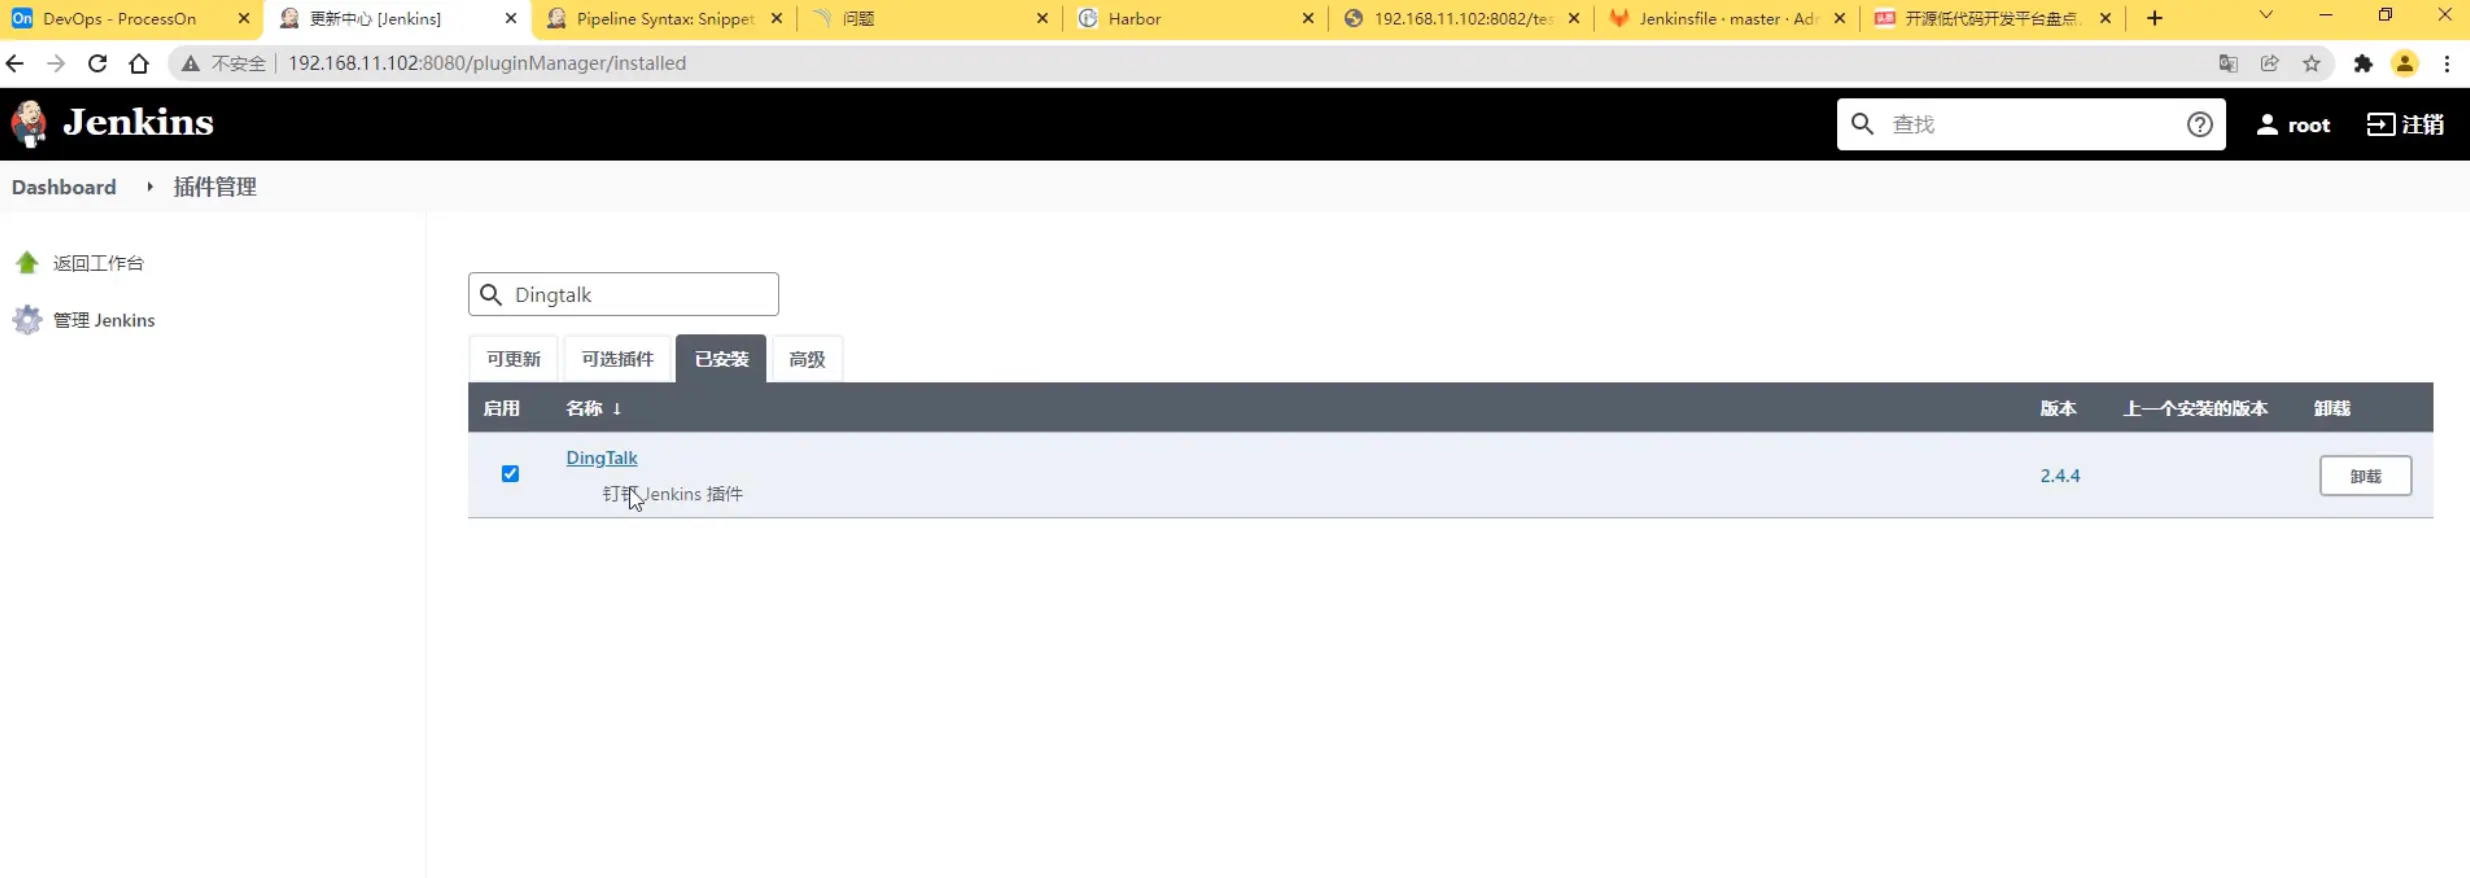 DevOps - ProcessOn
更新中心 [Jenkins]
Pipeline Syntax: Snippet
问题
Harbor
192.168.11.102:8082/tes
Jenkinsfile · master · Adr
开源低代码开发平台盘点
不安全
192.168.11.102:8080/pluginManager/installed
Jenkins
查找
root
注销
Dashboard
插件管理
返回工作台
管理 Jenkins
Dingtalk
可更新
可选插件
已安装
高级
启用
名称 ↓
版本
上一个安装的版本
卸载
DingTalk
钉钉 Jenkins 插件
2.4.4
卸载